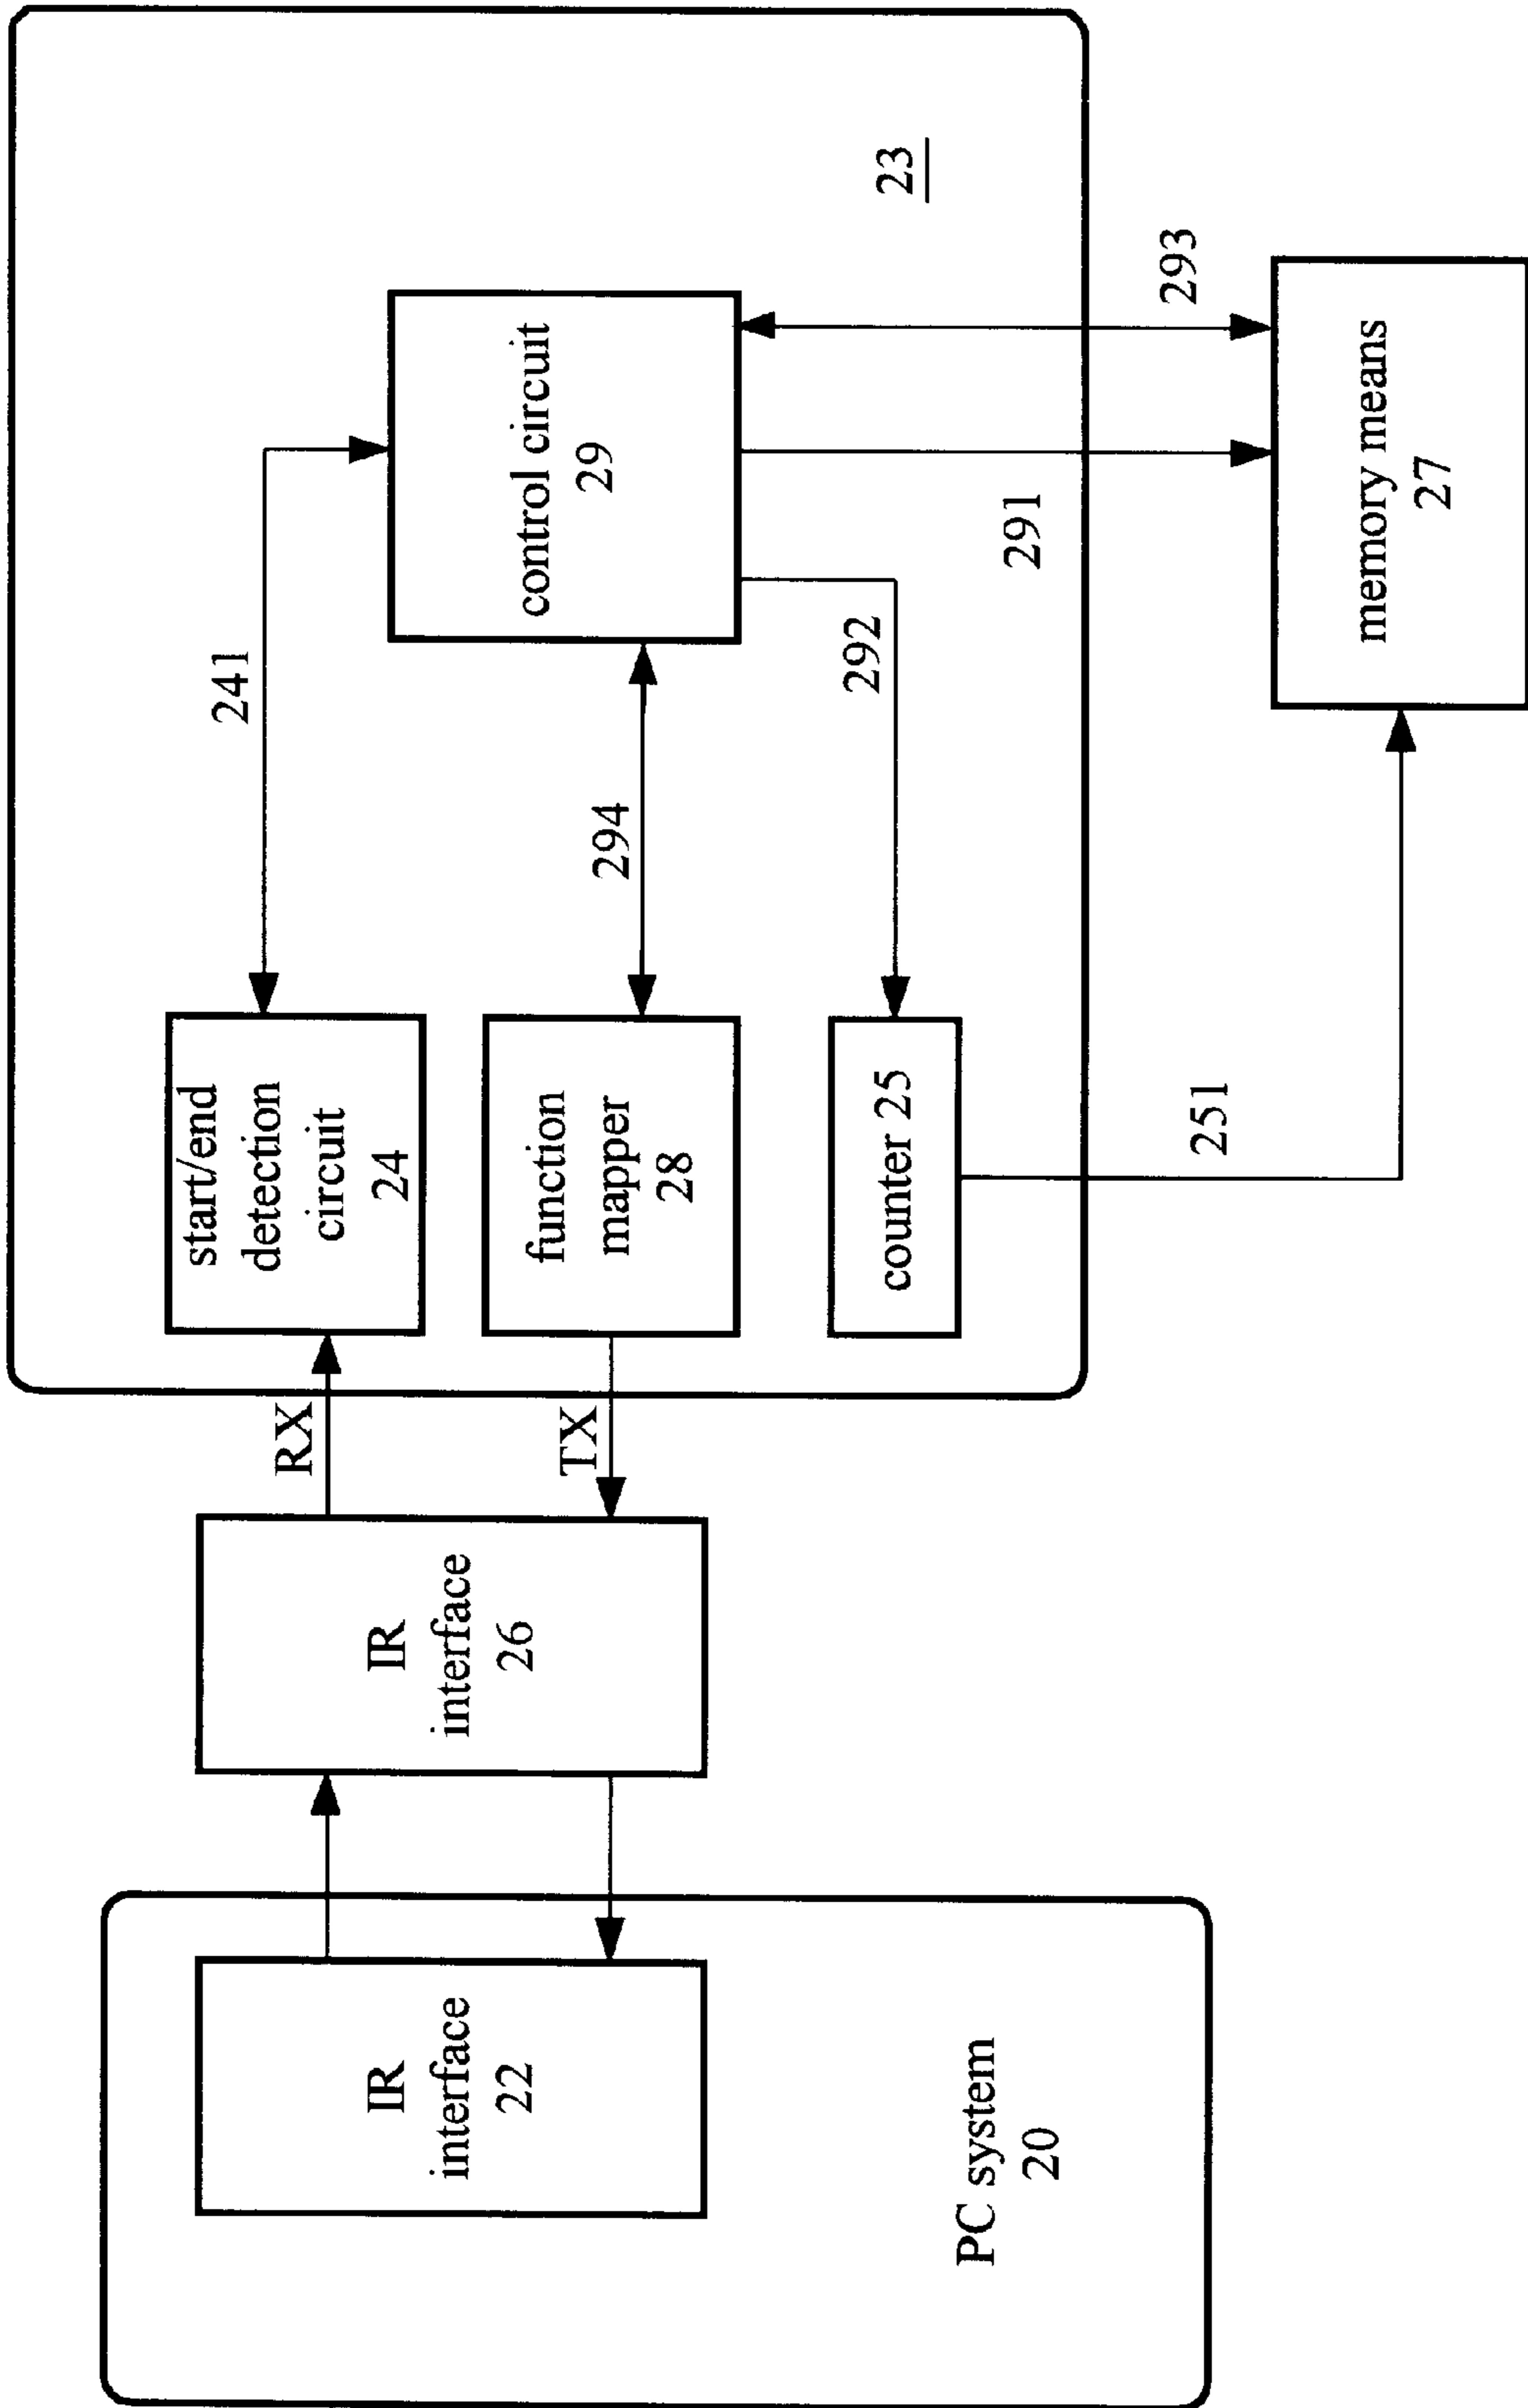 IR
interface
22
PC system
20
IR
interface
26
RX
TX
start/end
detection
circuit
24
function
mapper
28
counter 25
241
294
292
control circuit
29
23
251
291
293
memory means
27